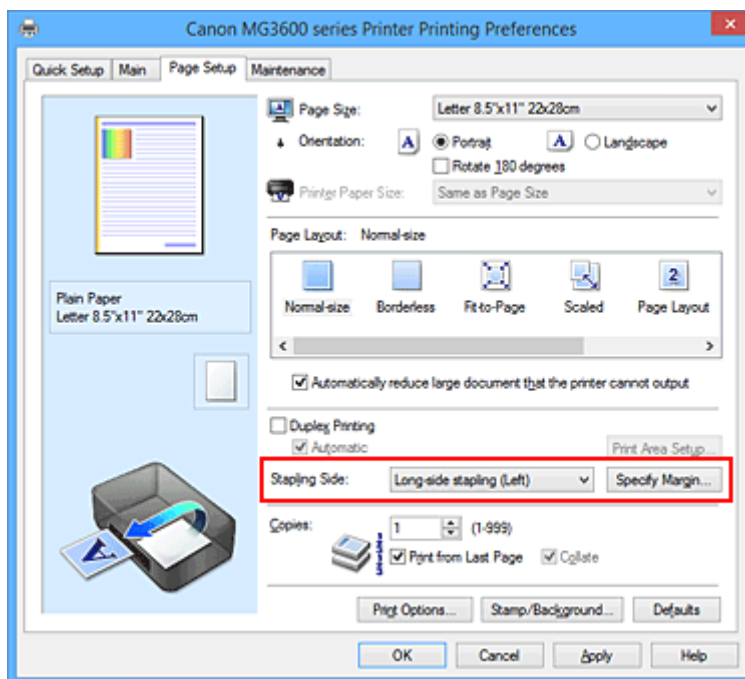 Canon MG3600 series Printer Printing Preferences
Quick Setup Main Page Setup Maintenance
Page Size: Letter 8.5"x11" 22x28cm
Orientation: A Portrait A Landscape
Rotate 180 degrees
Printer Paper Size: Same as Page Size
Page Layout: Normal-size
2
Normal-size Borderless Fit-to-Page Scaled Page Layout
Plain Paper
Letter 8.5"x11" 22x28cm
Automatically reduce large document that the printer cannot output
Duplex Printing
Automatic Print Area Setup...
Stapling Side: Long-side stapling (Left) Specify Margin...
Copies: 1 (1-999)
Print from Last Page Collate
A
Print Options... Stamp/Background... Defaults
OK Cancel Apply Help